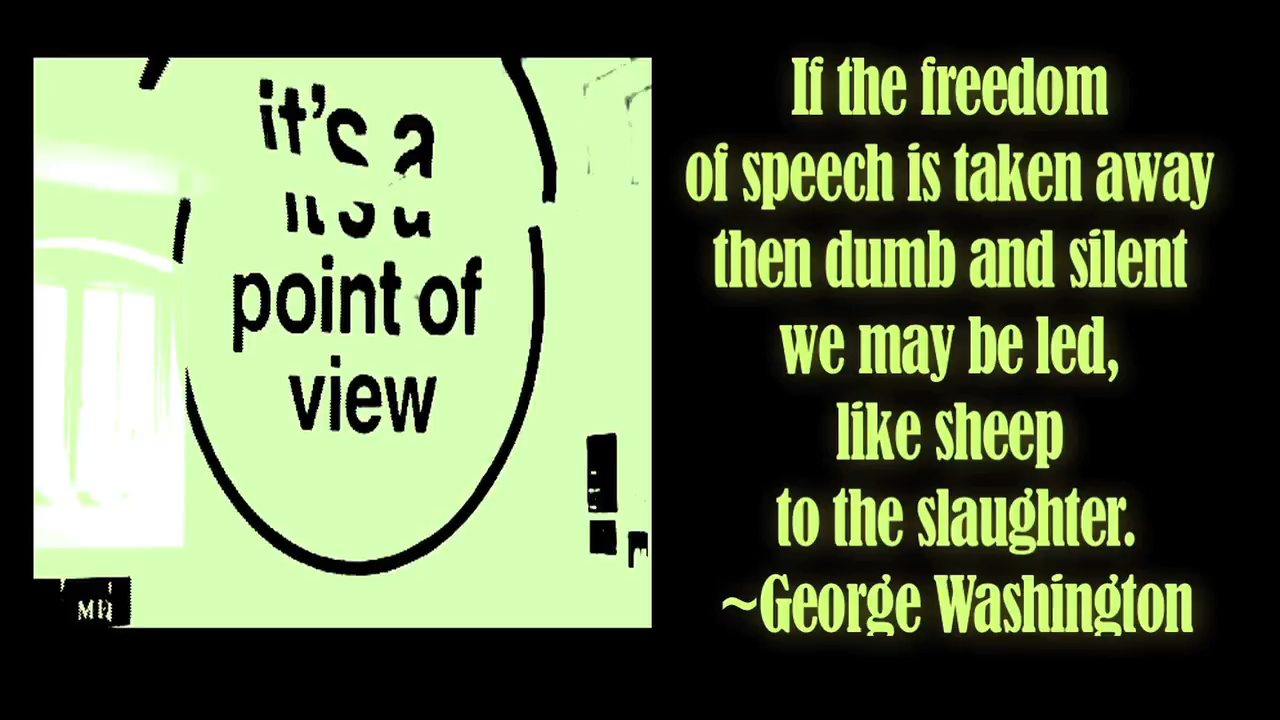 it's a
point of
view
If the freedom
of speech is taken away
then dumb and silent
we may be led,
like sheep
to the slaughter.
~George Washington